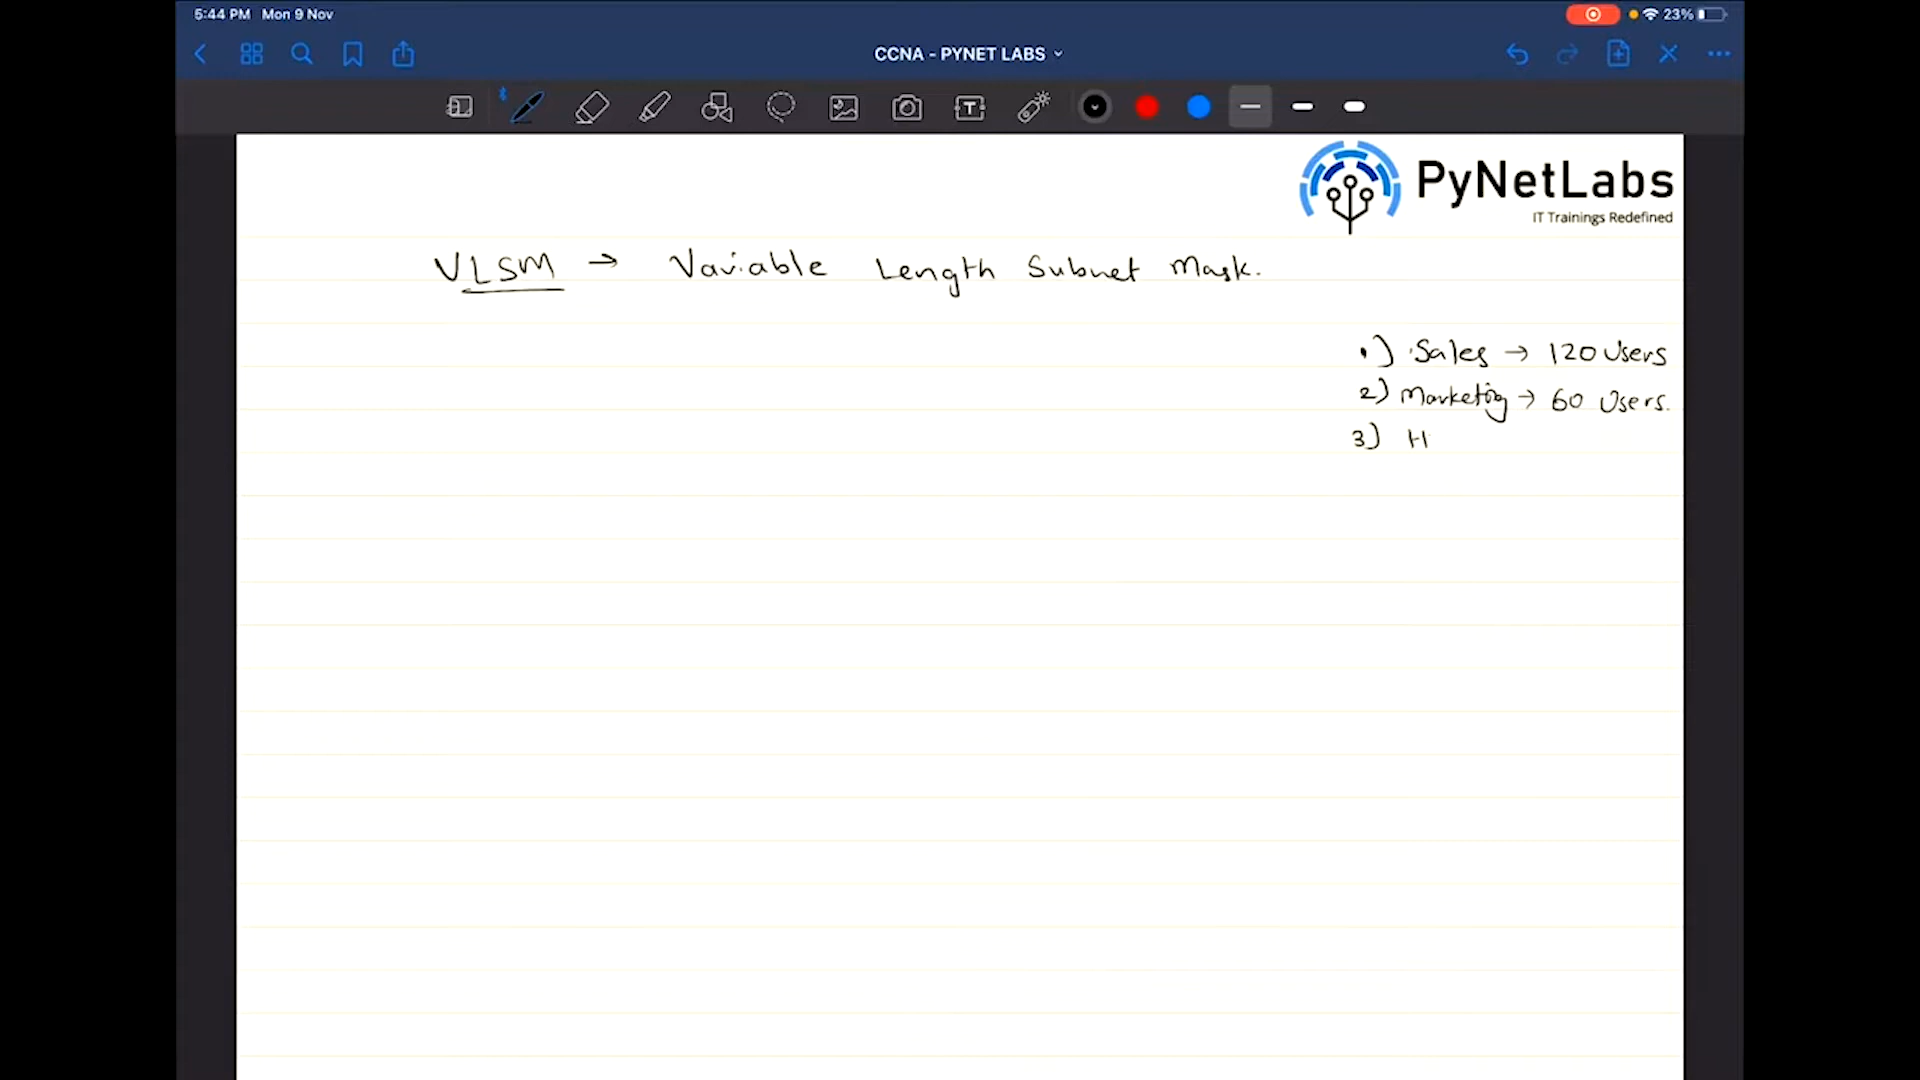 5:44 PM Mon 9 Nov
23%
CCNA - PYNET LABS
T
PyNetLabs
IT Trainings Redefined
VLSM → Variable Length Subnet Mask.
1) Sales → 120 Users
2) Marketing → 60 Users.
3) H